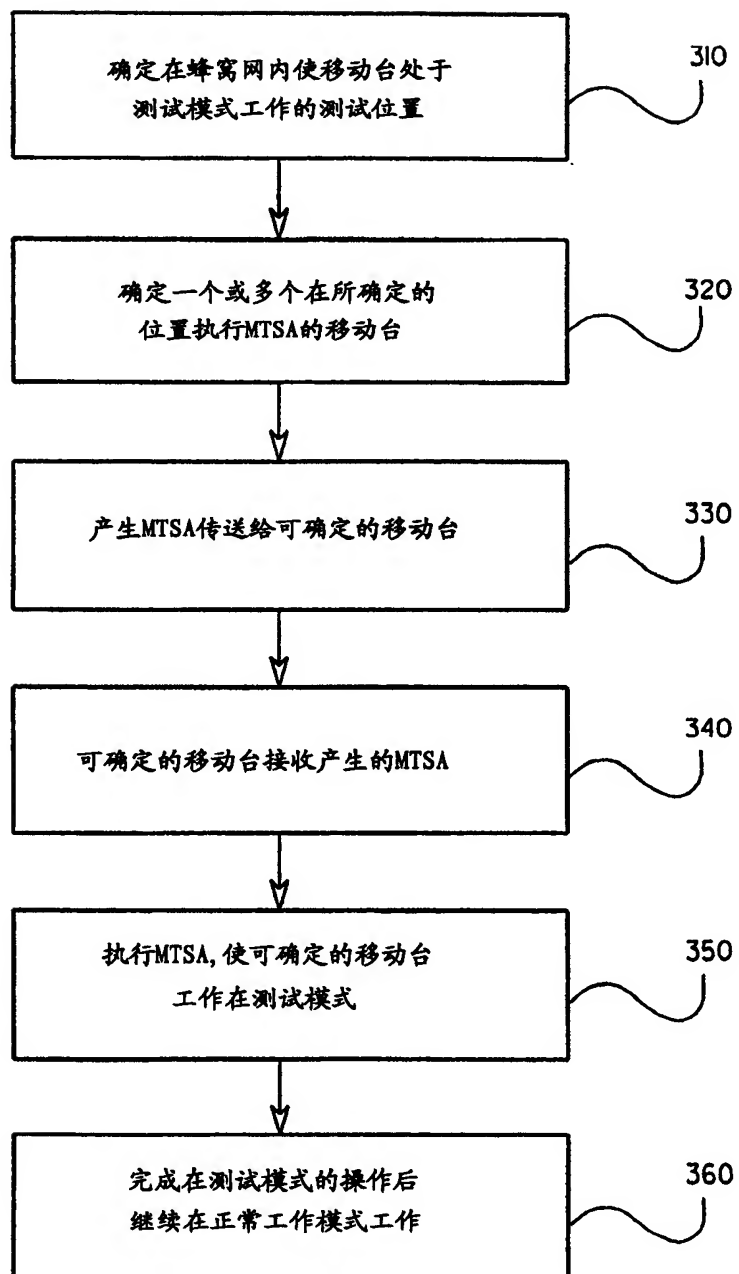 确定在蜂窝网内使移动台处于
测试模式工作的测试位置
310
确定一个或多个在所确定的
位置执行MTSA的移动台
320
产生MTSA传送给可确定的移动台
330
可确定的移动台接收产生的MTSA
340
执行MTSA,使可确定的移动台
工作在测试模式
350
完成在测试模式的操作后
继续在正常工作模式工作
360